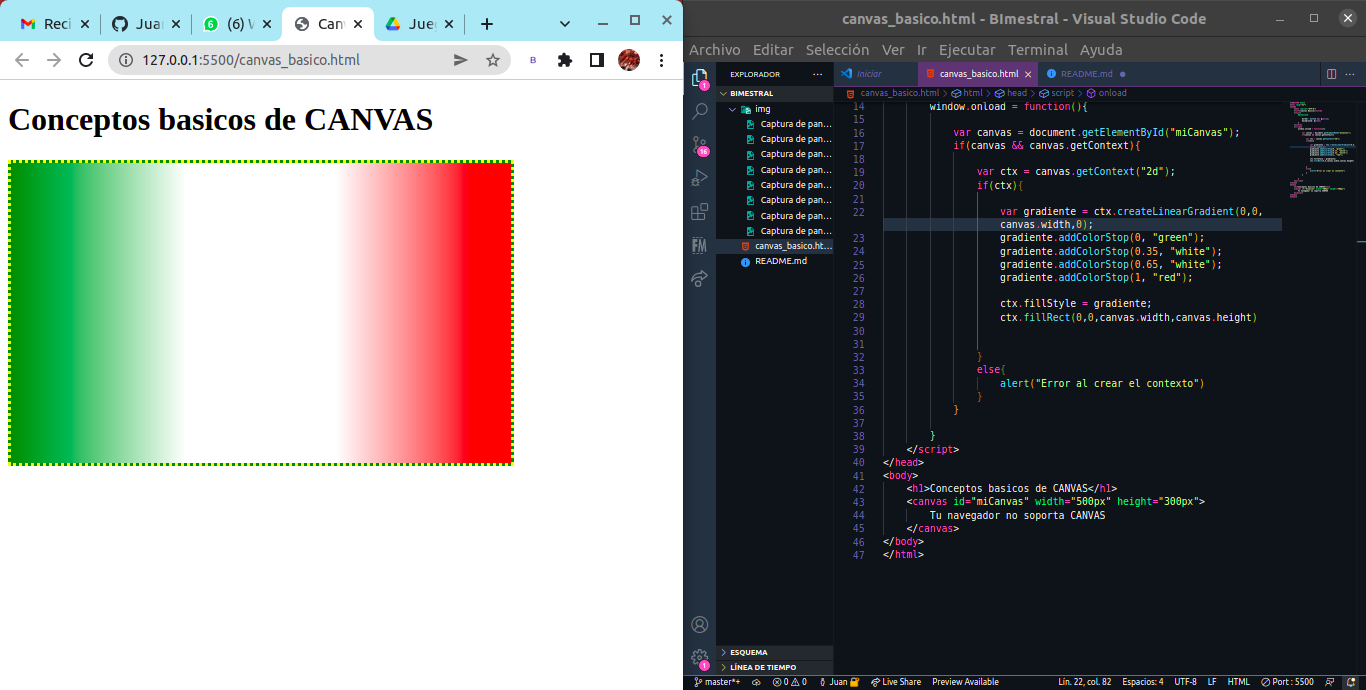 Reci
Juar
6
(6) W
Can
Jueg
127.0.0.1:5500/canvas_basico.html
B
Conceptos basicos de CANVAS
canvas_basico.html - BImestral - Visual Studio Code
Archivo Editar Selección Ver Ir Ejecutar Terminal Ayuda
EXPLORADOR
BIMESTRAL
img
Captura de pan...
Captura de pan...
Captura de pan...
Captura de pan...
Captura de pan...
Captura de pan...
Captura de pan...
Captura de pan...
canvas_basico.ht...
README.md
ESQUEMA
LÍNEA DE TIEMPO
1
16
FM
1
Iniciar
canvas_basico.html
README.md
canvas_basico.html > html > head > script > onload
14 window.onload = function(){
15
16 var canvas = document.getElementById("miCanvas");
17 if(canvas && canvas.getContext){
18
19 var ctx = canvas.getContext("2d");
20 if(ctx){
21
22 var gradiente = ctx.createLinearGradient(0,0,
canvas.width,0);
23 gradiente.addColorStop(0, "green");
24 gradiente.addColorStop(0.35, "white");
25 gradiente.addColorStop(0.65, "white");
26 gradiente.addColorStop(1, "red");
27
28 ctx.fillStyle = gradiente;
29 ctx.fillRect(0,0,canvas.width,canvas.height)
30
31
32 }
33 else{
34 alert("Error al crear el contexto")
35 }
36 }
37
38 }
39 </script>
40 </head>
41 <body>
42 <h1>Conceptos basicos de CANVAS</h1>
43 <canvas id="miCanvas" width="500px" height="300px">
44 Tu navegador no soporta CANVAS
45 </canvas>
46 </body>
47 </html>
master*+ 0 0 Juan Live Share Preview Available Lín. 22, col. 82 Espacios: 4 UTF-8 LF HTML Port : 5500